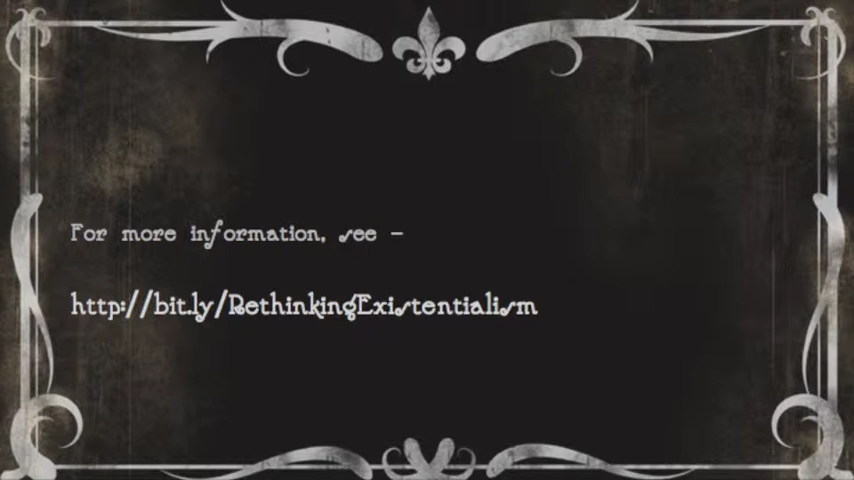 For more information, see –
http://bit.ly/RethinkingExistentialism